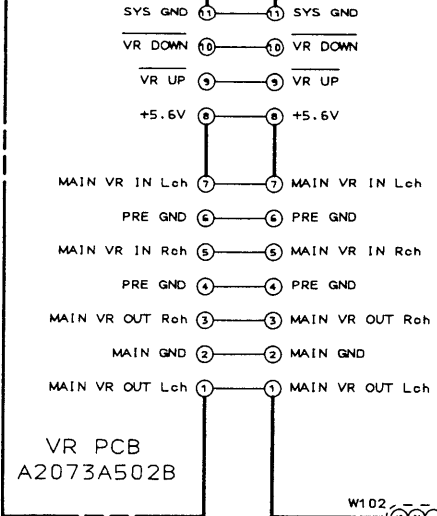 SYS GND 11 11 SYS GND
VR DOWN 10 10 VR DOWN
VR UP 9 9 VR UP
+5.6V 8 8 +5.6V
MAIN VR IN Lch 7 7 MAIN VR IN Lch
PRE GND 6 6 PRE GND
MAIN VR IN Rch 5 5 MAIN VR IN Rch
PRE GND 4 4 PRE GND
MAIN VR OUT Rch 3 3 MAIN VR OUT Rch
MAIN GND 2 2 MAIN GND
MAIN VR OUT Lch 1 1 MAIN VR OUT Lch
VR PCB
A2073A502B
W102